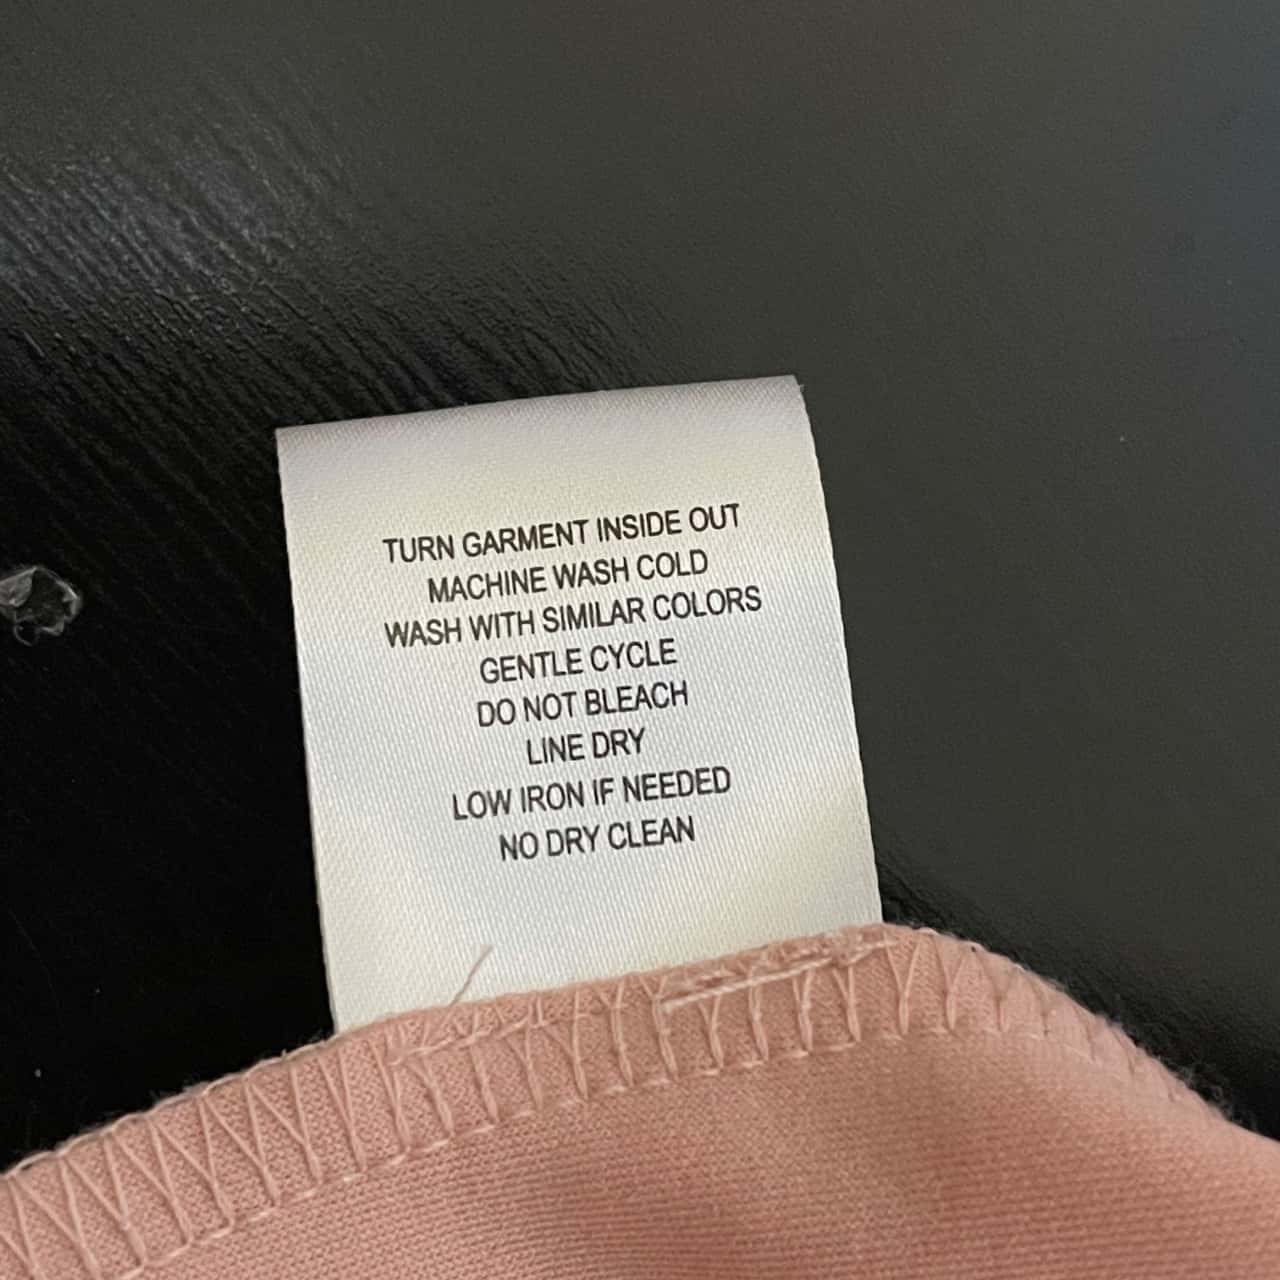 TURN GARMENT INSIDE OUT
MACHINE WASH COLD
WASH WITH SIMILAR COLORS
GENTLE CYCLE
DO NOT BLEACH
LINE DRY
LOW IRON IF NEEDED
NO DRY CLEAN